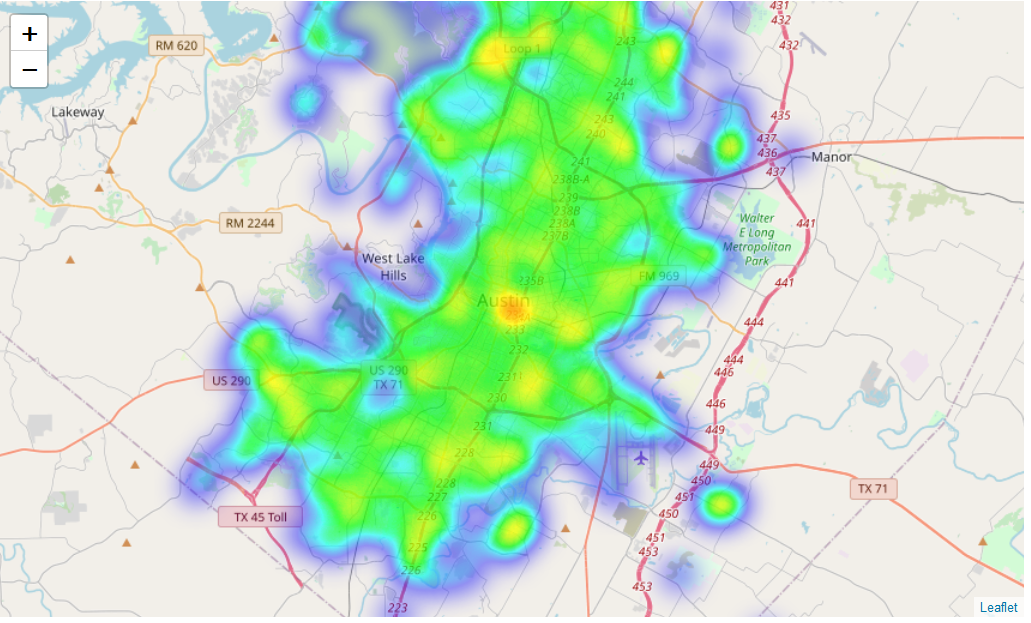 +
−
RM 620
Lakeway
Loop 1
243
244
241
243
240
241
238B-A
239
238B
238A
237B
431
432
432
435
437
436
437
Manor
RM 2244
West Lake
Hills
Walter
E Long
Metropolitan
Park
441
441
235B
FM 969
Austin
233
232
444
444
446
US 290
US 290
TX 71
231
230
231
446
449
228
228
227
226
225
226
449
450
451
450
451
453
453
TX 71
TX 45 Toll
223
Leaflet